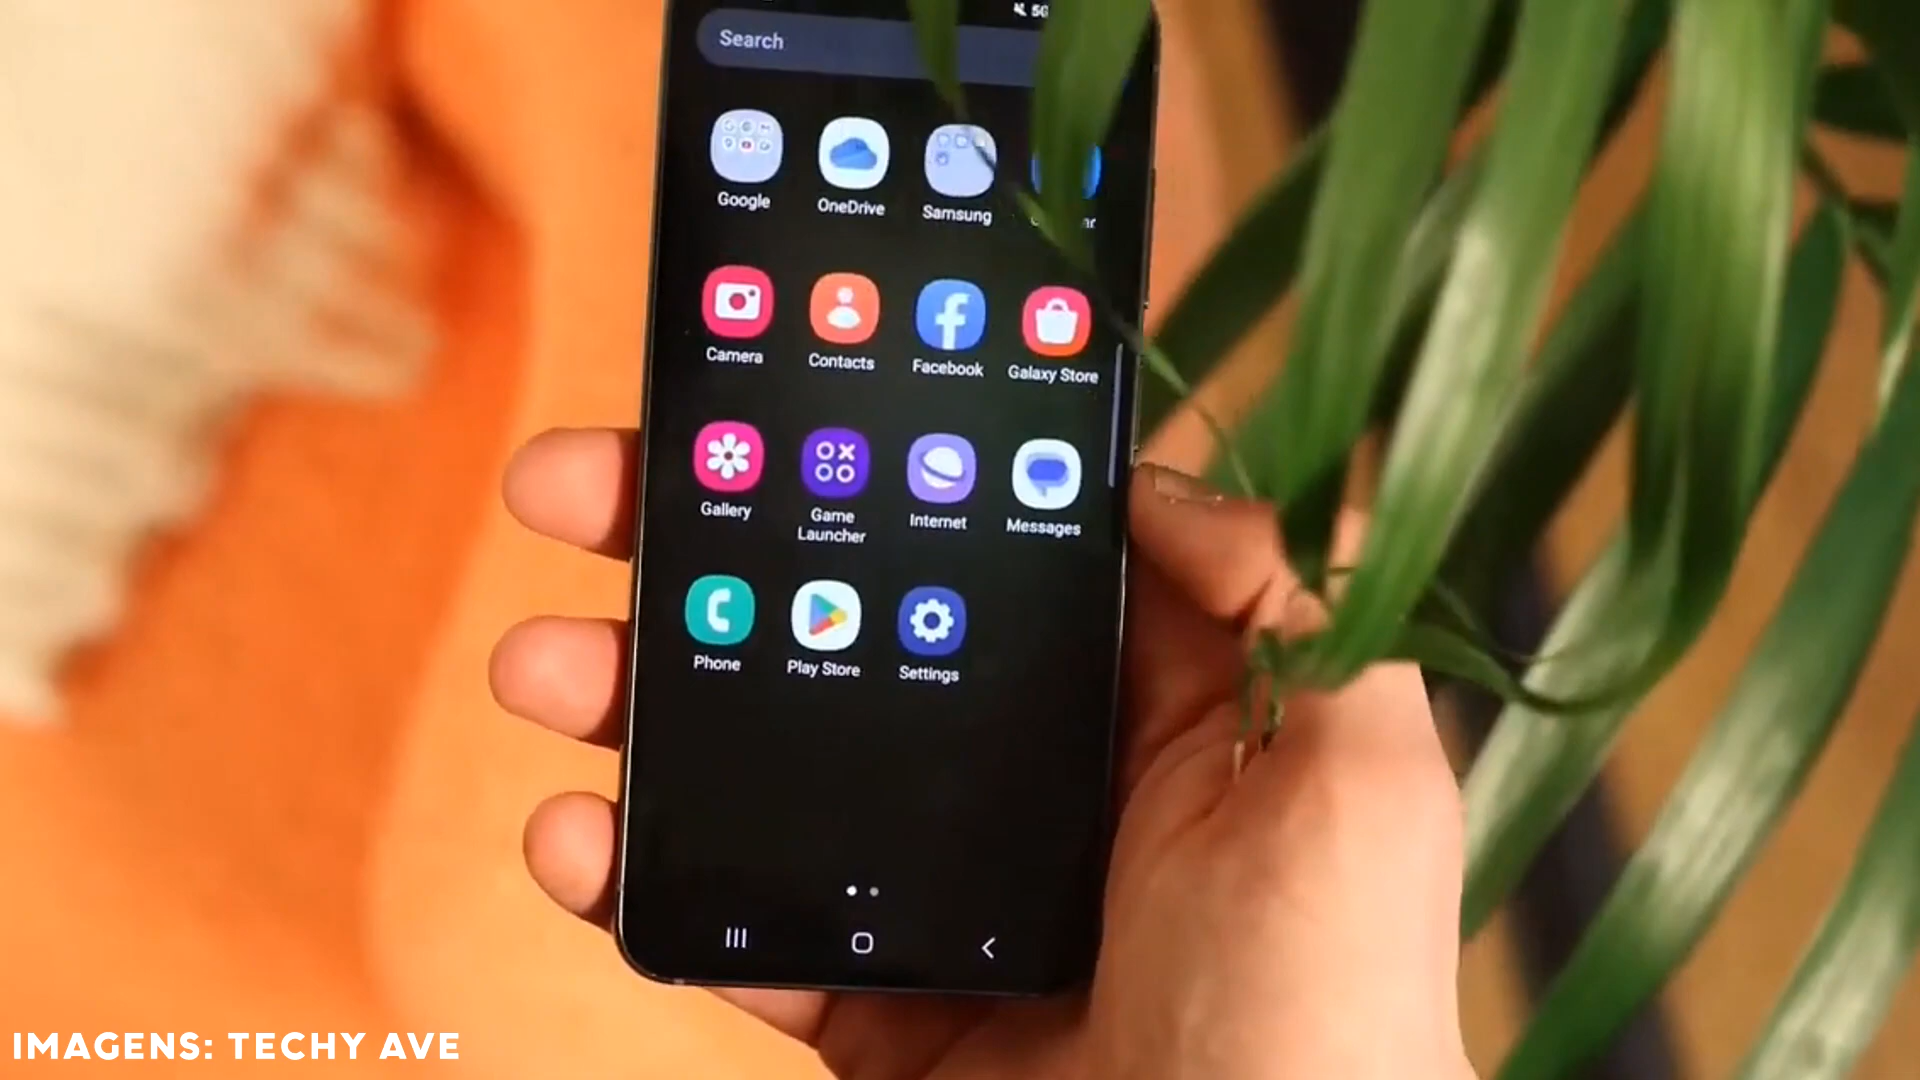 5G
Search
Google
OneDrive
Samsung
Camera
Contacts
Facebook
Galaxy Store
Gallery
Game
Launcher
Internet
Messages
Phone
Play Store
Settings
IMAGENS: TECHY AVE